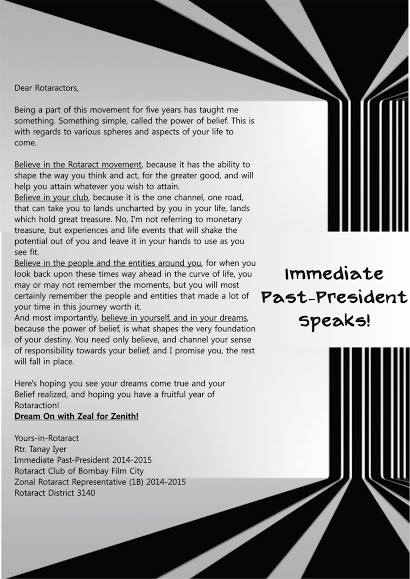 Dear Rotaractors,
Being a part of this movement for five years has taught me
something. Something simple, called the power of belief. This is
with regards to various spheres and aspects of your life to
come.
Believe in the Rotaract movement, because it has the ability to
shape the way you think and act, for the greater good, and will
help you attain whatever you wish to attain.
Believe in your club, because it is the one channel, one road,
that can take you to lands uncharted by you in your life, lands
which hold great treasure. No, I'm not referring to monetary
treasure, but experiences and life events that will shake the
potential out of you and leave it in your hands to use as you
see fit.
Believe in the people and the entities around you, for when you
look back upon these times way ahead in the curve of life, you
may or may not remember the moments, but you will most
certainly remember the people and entities that made a lot of
your time in this journey worth it.
And most importantly, believe in yourself, and in your dreams,
because the power of belief, is what shapes the very foundation
of your destiny. You need only believe, and channel your sense
of responsibility towards your belief, and I promise you, the rest
will fall in place.
Here's hoping you see your dreams come true and your
Belief realized, and hoping you have a fruitful year of
Rotaraction!
Dream On with Zeal for Zenith!
Yours-in-Rotaract
Rtr. Tanay Iyer
Immediate Past-President 2014-2015
Rotaract Club of Bombay Film City
Zonal Rotaract Representative (1B) 2014-2015
Rotaract District 3140
Immediate
Past-President
Speaks!